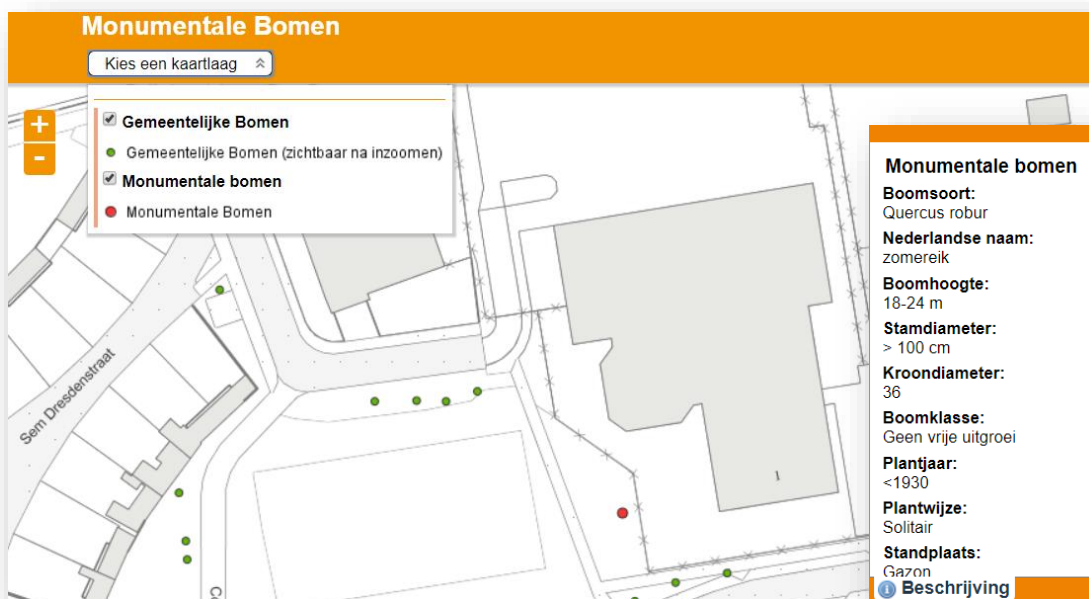 Monumentale Bomen
Kies een kaartlaag
+
-
Gemeentelijke Bomen
Gemeentelijke Bomen (zichtbaar na inzoomen)
Monumentale bomen
Monumentale Bomen
Sem Dresdenstraat
Co
1
Monumentale bomen
Boomsoort:
Quercus robur
Nederlandse naam:
zomereik
Boomhoogte:
18-24 m
Stamdiameter:
> 100 cm
Kroondiameter:
36
Boomklasse:
Geen vrije uitgroei
Plantjaar:
<1930
Plantwijze:
Solitair
Standplaats:
Gazon
Beschrijving